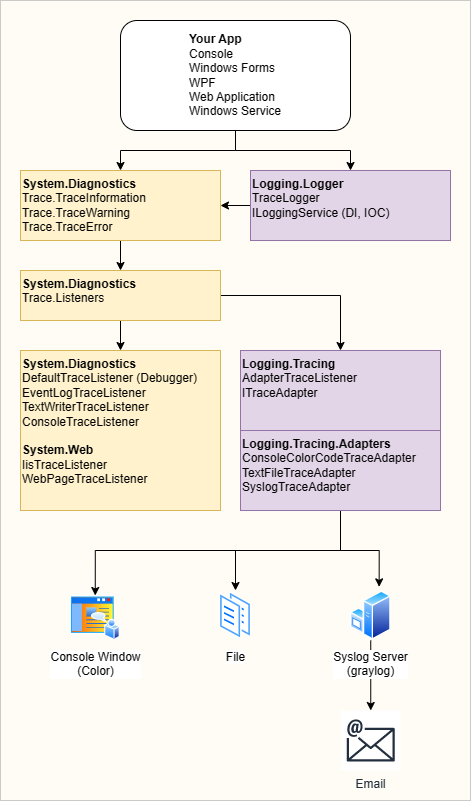 Your App
Console
Windows Forms
WPF
Web Application
Windows Service
System.Diagnostics
Trace.TraceInformation
Trace.TraceWarning
Trace.TraceError
Logging.Logger
TraceLogger
ILoggingService (DI, IOC)
System.Diagnostics
Trace.Listeners
System.Diagnostics
DefaultTraceListener (Debugger)
EventLogTraceListener
TextWriterTraceListener
ConsoleTraceListener
System.Web
IisTraceListener
WebPageTraceListener
Logging.Tracing
AdapterTraceListener
ITraceAdapter
Logging.Tracing.Adapters
ConsoleColorCodeTraceAdapter
TextFileTraceAdapter
SyslogTraceAdapter
Console Window
(Color)
File
Syslog Server
(graylog)
@
Email